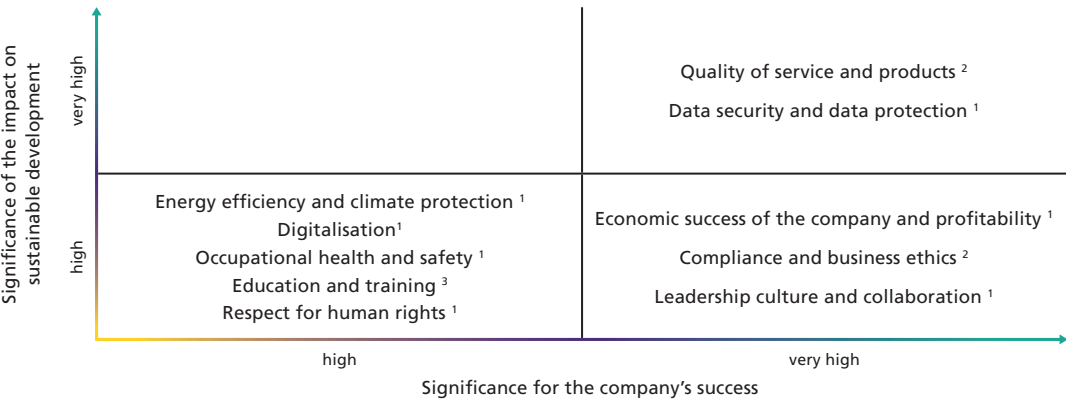 Significance of the impact on
sustainable development
very high
high
Quality of service and products ²
Data security and data protection ¹
Energy efficiency and climate protection ¹
Digitalisation¹
Occupational health and safety ¹
Education and training ³
Respect for human rights ¹
Economic success of the company and profitability ¹
Compliance and business ethics ²
Leadership culture and collaboration ¹
high
very high
Significance for the company’s success